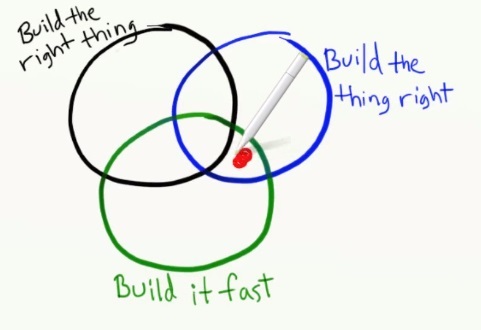 Build the
right thing
Build the
thing right
Build it fast